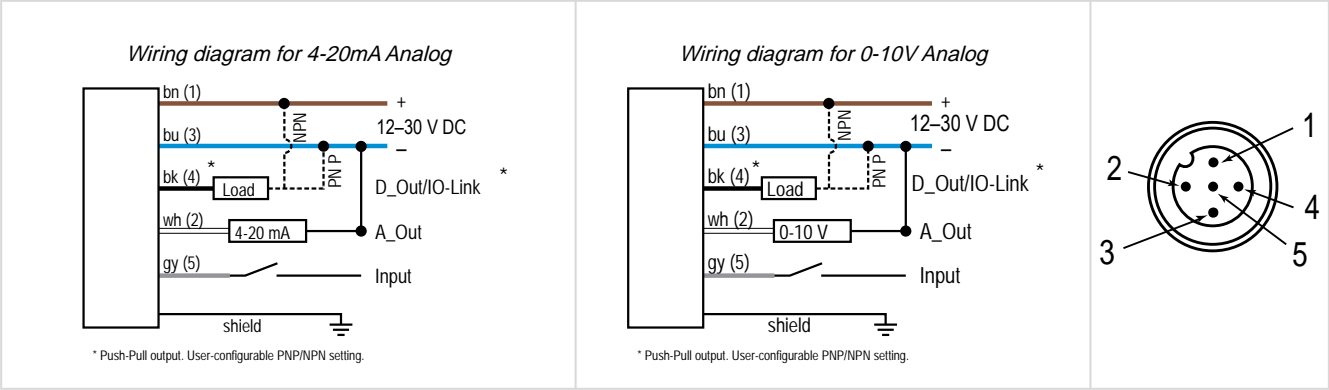 Wiring diagram for 4-20mA Analog
bn (1)
+
NPN
12–30 V DC
bu (3)
–
PNP
bk (4)
*
Load
D_Out/IO-Link *
wh (2)
4-20 mA
A_Out
gy (5)
Input
shield
* Push-Pull output. User-configurable PNP/NPN setting.
Wiring diagram for 0-10V Analog
bn (1)
+
NPN
12–30 V DC
bu (3)
–
PNP
bk (4)
*
Load
D_Out/IO-Link *
wh (2)
0-10 V
A_Out
gy (5)
Input
shield
* Push-Pull output. User-configurable PNP/NPN setting.
1
2
4
3
5